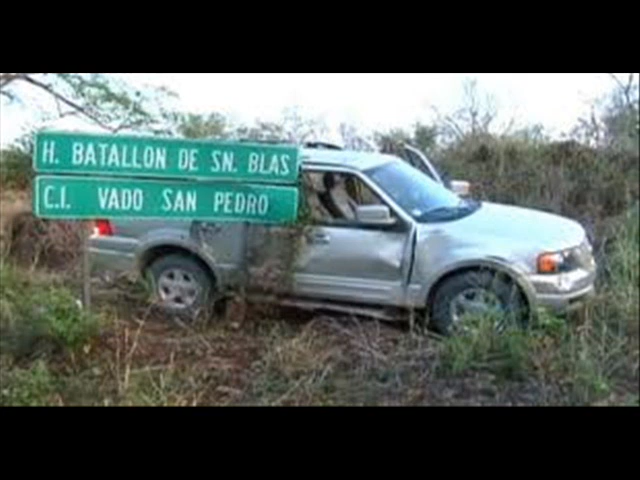 H. BATALLON DE SN. BLAS
C.I. VADO SAN PEDRO